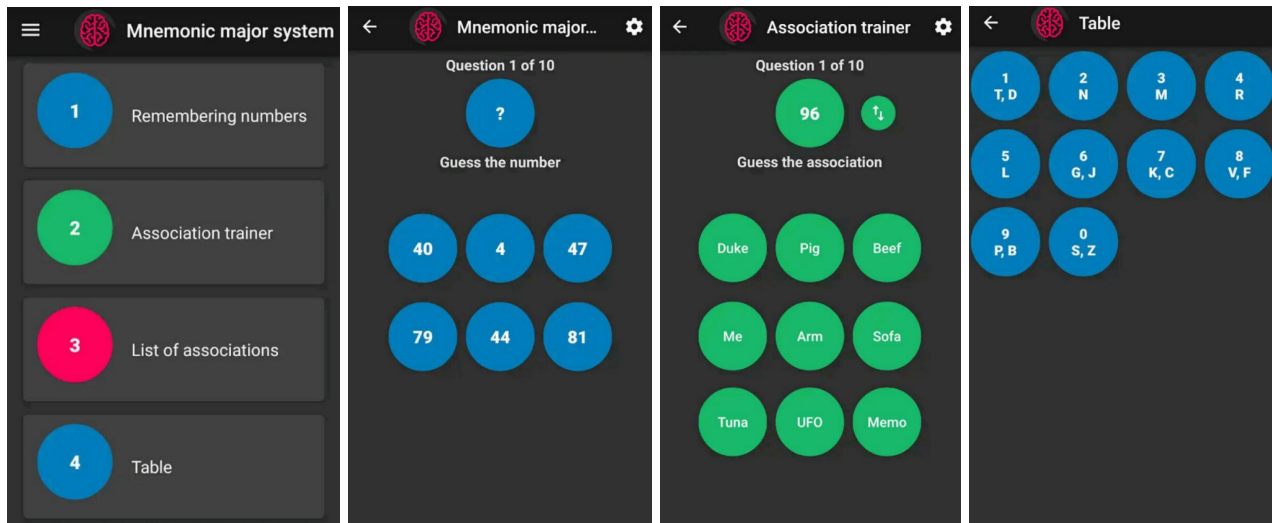 Mnemonic major system
1
Remembering numbers
2
Association trainer
3
List of associations
4
Table
Mnemonic major...
Question 1 of 10
?
Guess the number
40 4 47
79 44 81
Association trainer
Question 1 of 10
96
Guess the association
Duke Pig Beef
Me Arm Sofa
Tuna UFO Memo
Table
1 2 3 4
T, D N M R
5 6 7 8
L G, J K, C V, F
9 0
P, B S, Z